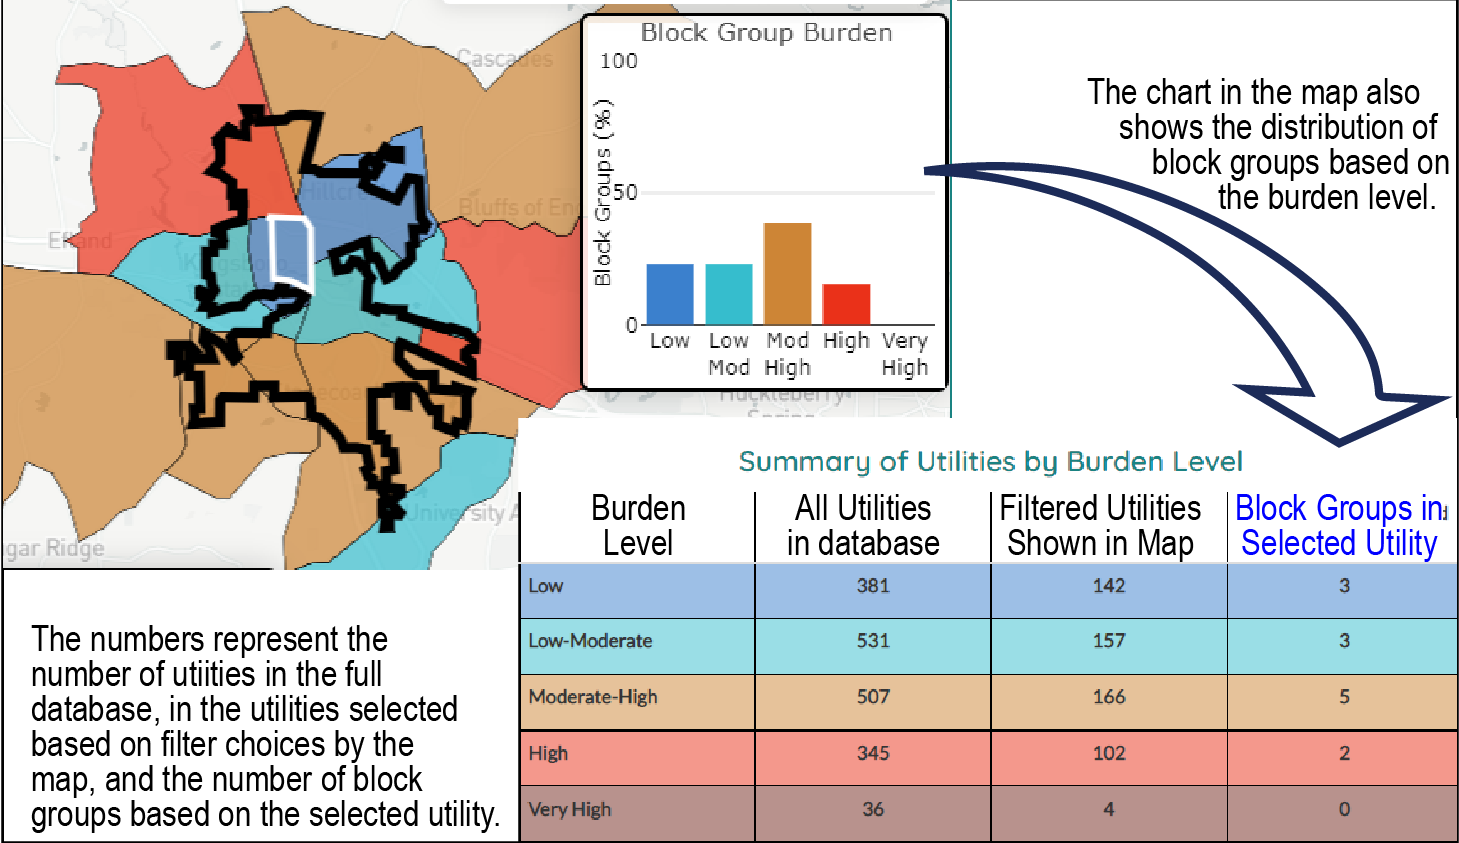 Cascades
Hillcr
Bluffs of En
Efland
University A
gar Ridge
Huckleberry
Spring
Block Group Burden
100
50
0
Block Groups (%)
Low
Low
Mod
Mod
High
High
Very
High
The chart in the map also
shows the distribution of
block groups based on
the burden level.
Summary of Utilities by Burden Level
Burden
Level
All Utilities
in database
Filtered Utilities
Shown in Map
Block Groups in
Selected Utility
Low 381 142 3
Low-Moderate 531 157 3
Moderate-High 507 166 5
High 345 102 2
Very High 36 4 0
The numbers represent the
number of utiities in the full
database, in the utilities selected
based on filter choices by the
map, and the number of block
groups based on the selected utility.